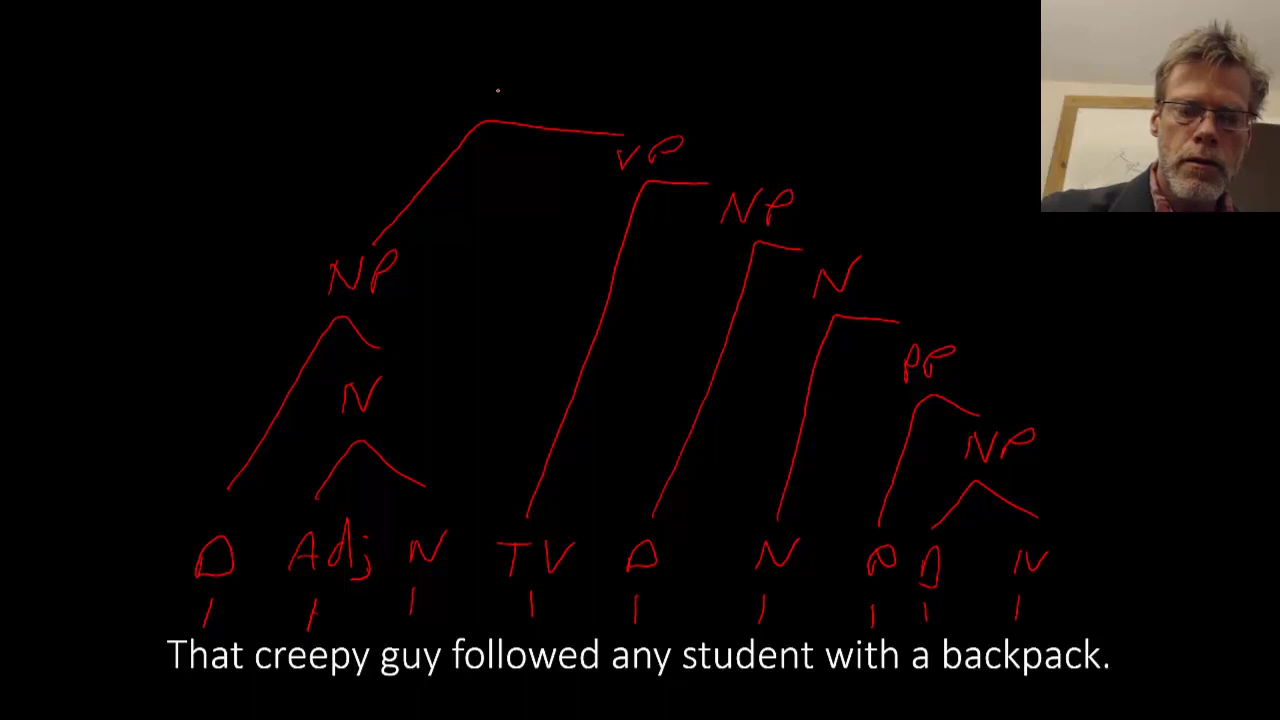 VP
NP
NP
N
PP
N
NP
D Adj N TV D N P D N
That creepy guy followed any student with a backpack.